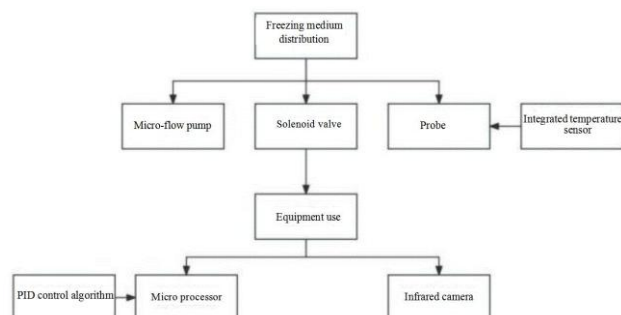 Freezing medium
distribution
Micro-flow pump
Solenoid valve
Probe
Integrated temperature
sensor
Equipment use
PID control algorithm
Micro processor
Infrared camera